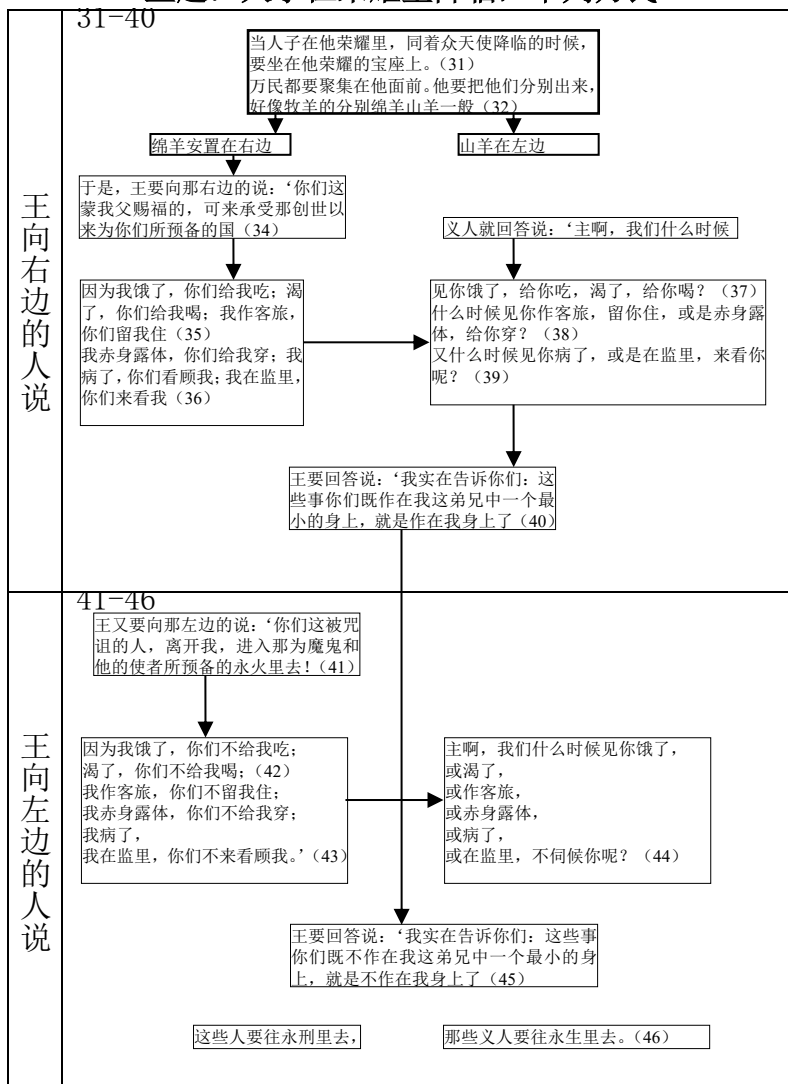 31-40
当人子在他荣耀里，同着众天使降临的时候，
要坐在他荣耀的宝座上。（31）
万民都要聚集在他面前。他要把他们分别出来，
好像牧羊的分别绵羊山羊一般（32）
绵羊安置在右边
山羊在左边
王向右边的人说
于是，王要向那右边的说：‘你们这
蒙我父赐福的，可来承受那创世以
来为你们所预备的国（34）
义人就回答说：‘主啊，我们什么时候
因为我饿了，你们给我吃；渴
了，你们给我喝；我作客旅，
你们留我住（35）
我赤身露体，你们给我穿；我
病了，你们看顾我；我在监里，
你们来看我（36）
见你饿了，给你吃，渴了，给你喝？（37）
什么时候见你作客旅，留你住，或是赤身露
体，给你穿？（38）
又什么时候见你病了，或是在监里，来看你
呢？（39）
王要回答说：‘我实在告诉你们：这
些事你们既作在我这弟兄中一个最
小的身上，就是作在我身上了（40）
41-46
王又要向那左边的说：‘你们这被咒
诅的人，离开我，进入那为魔鬼和
他的使者所预备的永火里去！（41）
王向左边的人说
因为我饿了，你们不给我吃；
渴了，你们不给我喝；（42）
我作客旅，你们不留我住；
我赤身露体，你们不给我穿；
我病了，
我在监里，你们不来看顾我。’（43）
主啊，我们什么时候见你饿了，
或渴了，
或作客旅，
或赤身露体，
或病了，
或在监里，不伺候你呢？（44）
王要回答说：‘我实在告诉你们：这些事
你们既不作在我这弟兄中一个最小的身
上，就是不作在我身上了（45）
这些人要往永刑里去，
那些义人要往永生里去。（46）